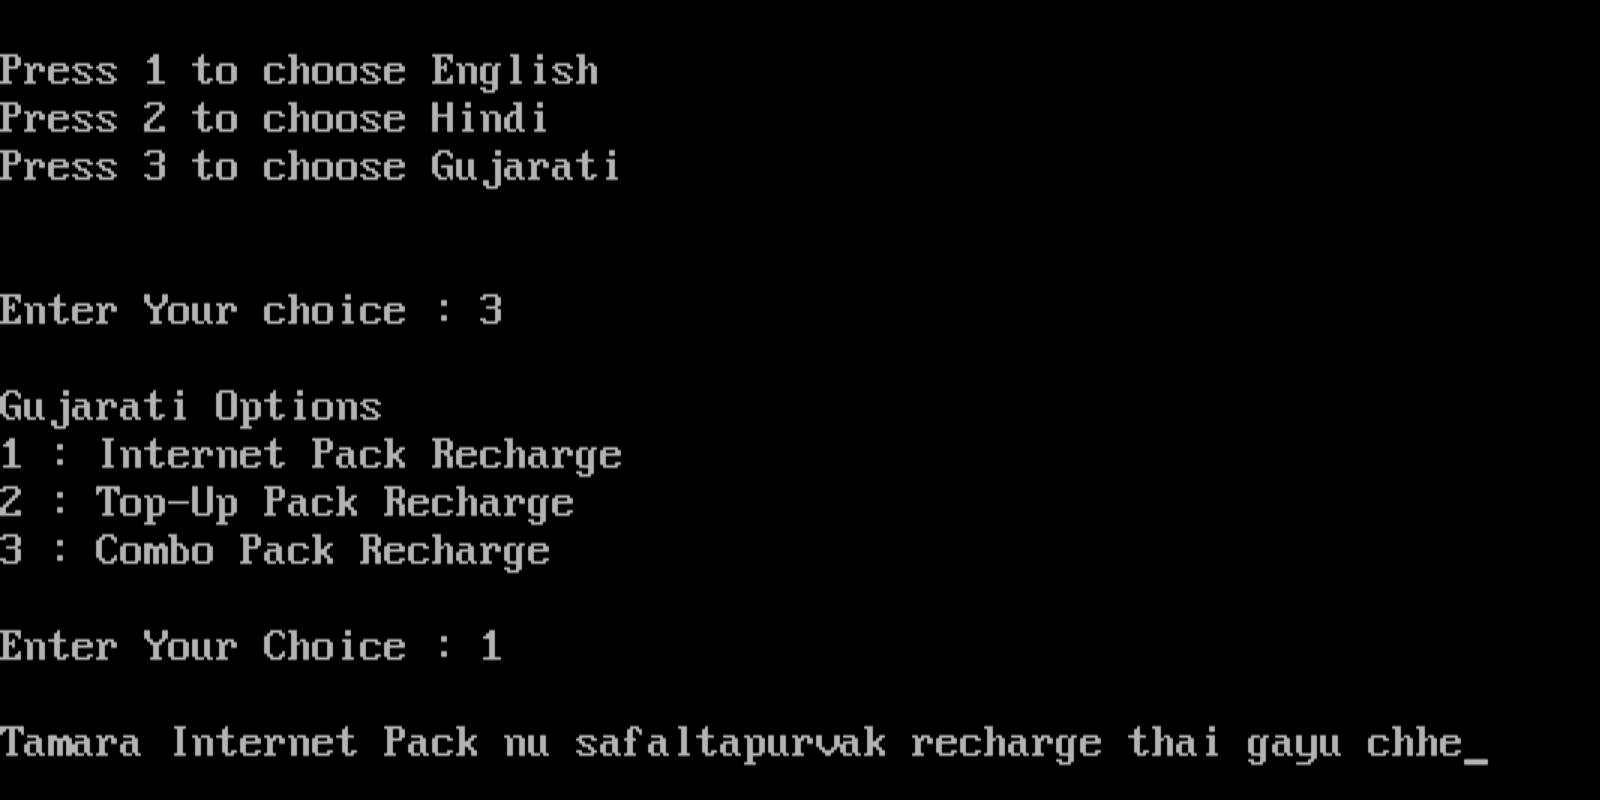 Press 1 to choose English
Press 2 to choose Hindi
Press 3 to choose Gujarati
Enter Your choice : 3
Gujarati Options
1 : Internet Pack Recharge
2 : Top-Up Pack Recharge
3 : Combo Pack Recharge
Enter Your Choice : 1
Tamara Internet Pack nu safaltapurvak recharge thai gayu chhe_